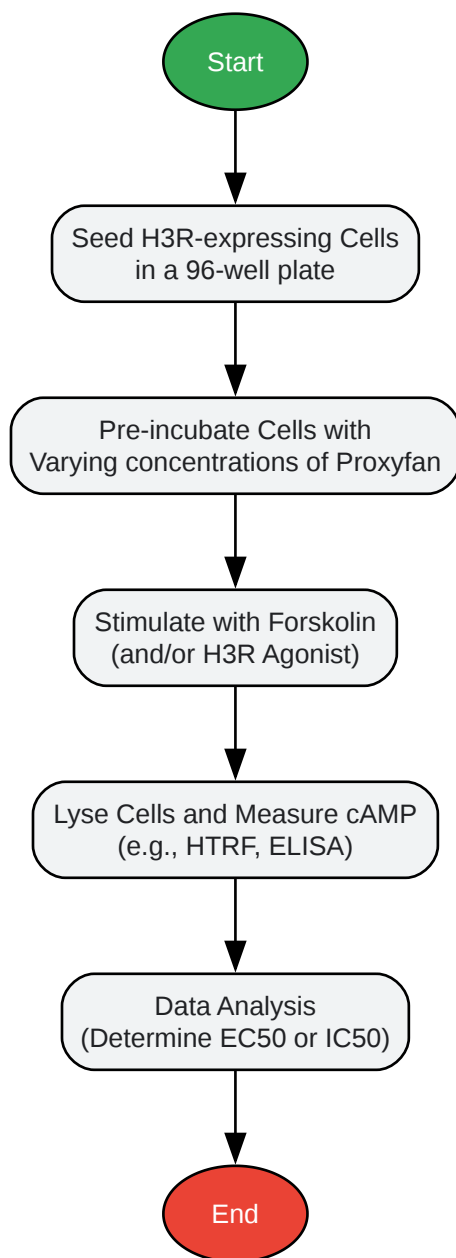 Start
Seed H3R-expressing Cells
in a 96-well plate
Pre-incubate Cells with
Varying concentrations of Proxyfan
Stimulate with Forskolin
(and/or H3R Agonist)
Lyse Cells and Measure cAMP
(e.g., HTRF, ELISA)
Data Analysis
(Determine EC50 or IC50)
End